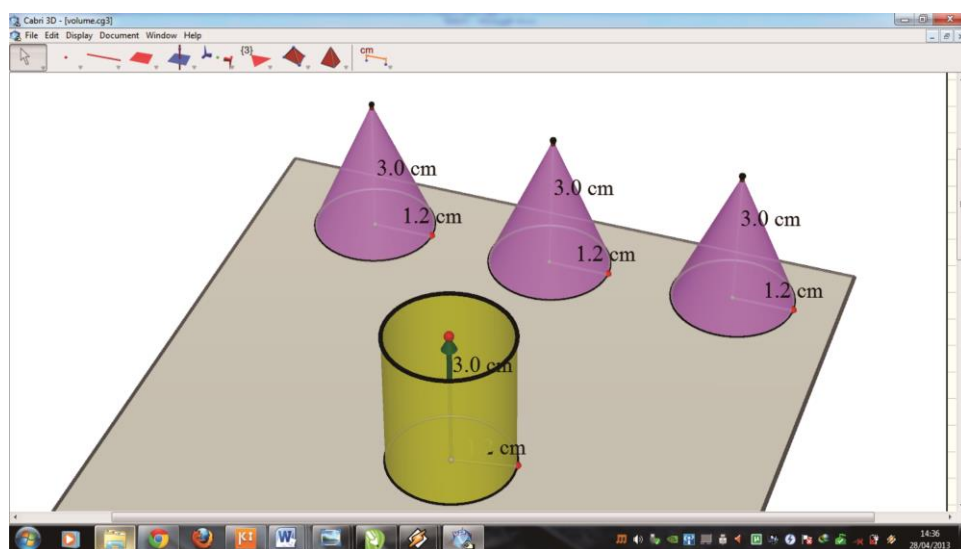 Cabri 3D - [volume.cg3]
File Edit Display Document Window Help
{3}
cm
3.0 cm
1.2 cm
3.0 cm
1.2 cm
3.0 cm
1.2 cm
3.0 cm
cm
14:36
28/04/2013